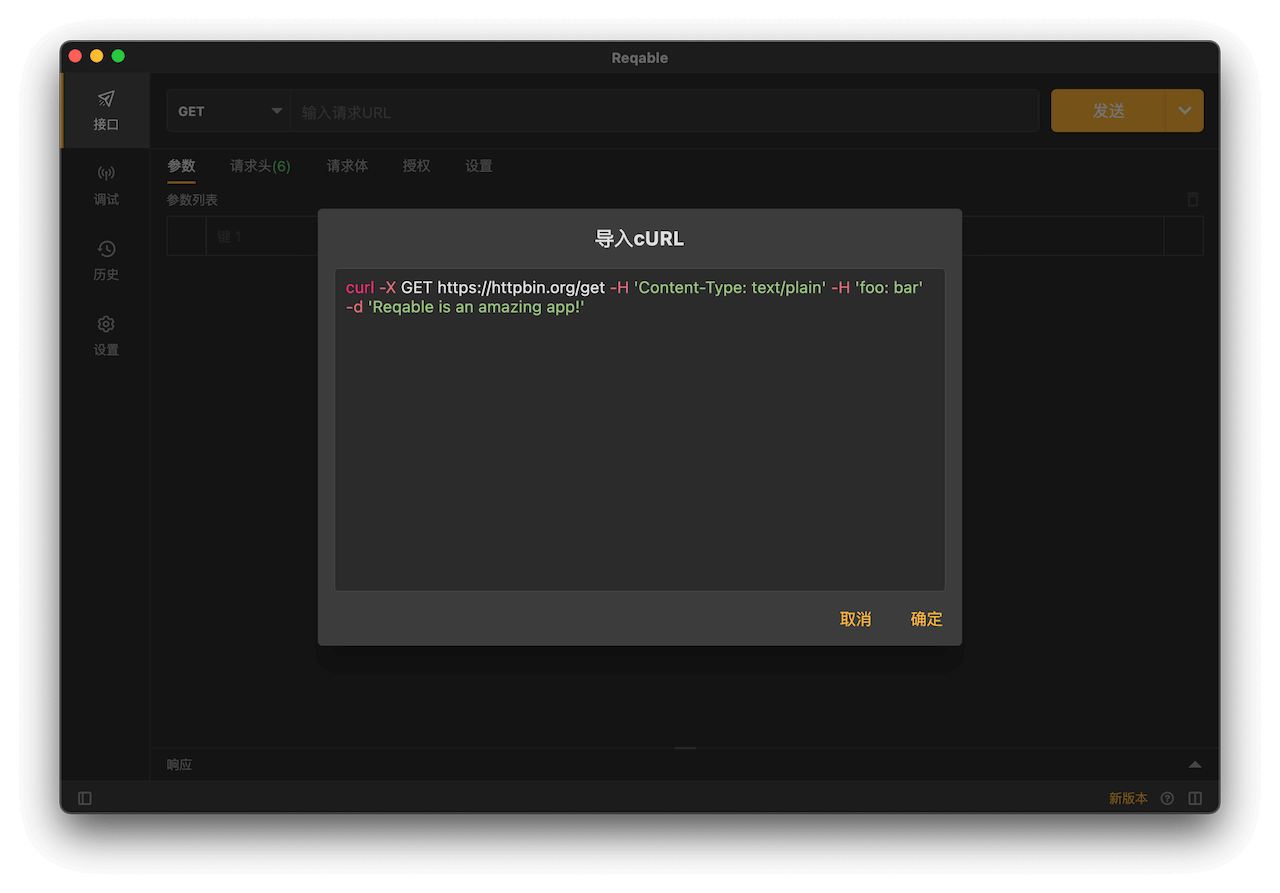 Reqable
接口
GET
输入请求URL
发送
参数
请求头(6)
请求体
授权
设置
调试
参数列表
键 1
历史
设置
导入cURL
curl -X GET https://httpbin.org/get -H 'Content-Type: text/plain' -H 'foo: bar'
-d 'Reqable is an amazing app!'
取消
确定
响应
新版本